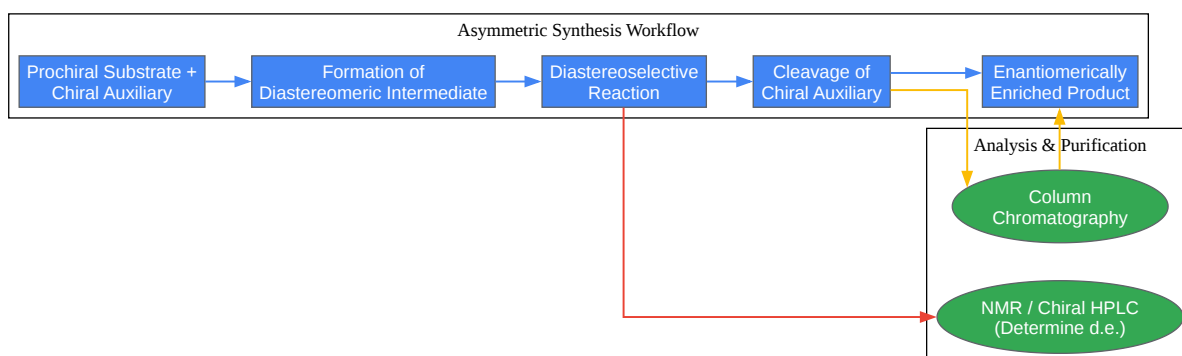 Asymmetric Synthesis Workflow
Prochiral Substrate +
Chiral Auxiliary
Formation of
Diastereomeric Intermediate
Diastereoselective
Reaction
Cleavage of
Chiral Auxiliary
Enantiomerically
Enriched Product
Analysis & Purification
Column
Chromatography
NMR / Chiral HPLC
(Determine d.e.)